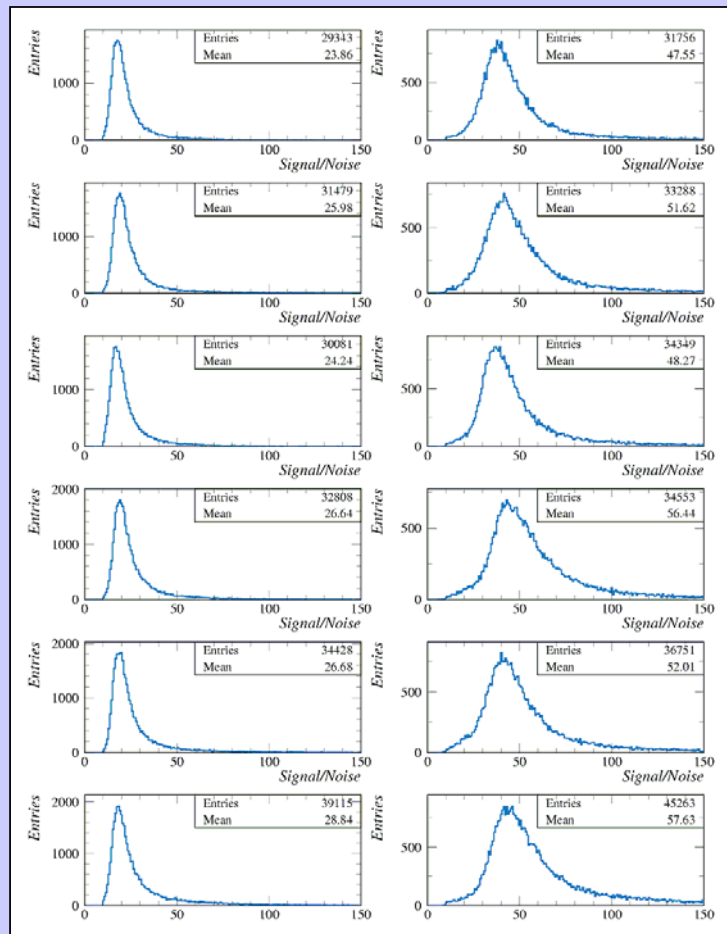 Entries
Entries 29343
Mean 23.86
1000
0
0 50 100 150
Signal/Noise
Entries
Entries 31756
Mean 47.55
500
0
0 50 100 150
Signal/Noise
Entries
Entries 31479
Mean 25.98
1000
0
0 50 100 150
Signal/Noise
Entries
Entries 33288
Mean 51.62
500
0
0 50 100 150
Signal/Noise
Entries
Entries 30081
Mean 24.24
1000
0
0 50 100 150
Signal/Noise
Entries
Entries 34349
Mean 48.27
500
0
0 50 100 150
Signal/Noise
Entries
2000
Entries 32808
Mean 26.64
1000
0
0 50 100 150
Signal/Noise
Entries
Entries 34553
Mean 56.44
500
0
0 50 100 150
Signal/Noise
Entries
2000
Entries 34428
Mean 26.68
1000
0
0 50 100 150
Signal/Noise
Entries
Entries 36751
Mean 52.01
500
0
0 50 100 150
Signal/Noise
Entries
2000
Entries 39115
Mean 28.84
1000
0
0 50 100 150
Entries
Entries 45263
Mean 57.63
500
0
0 50 100 150